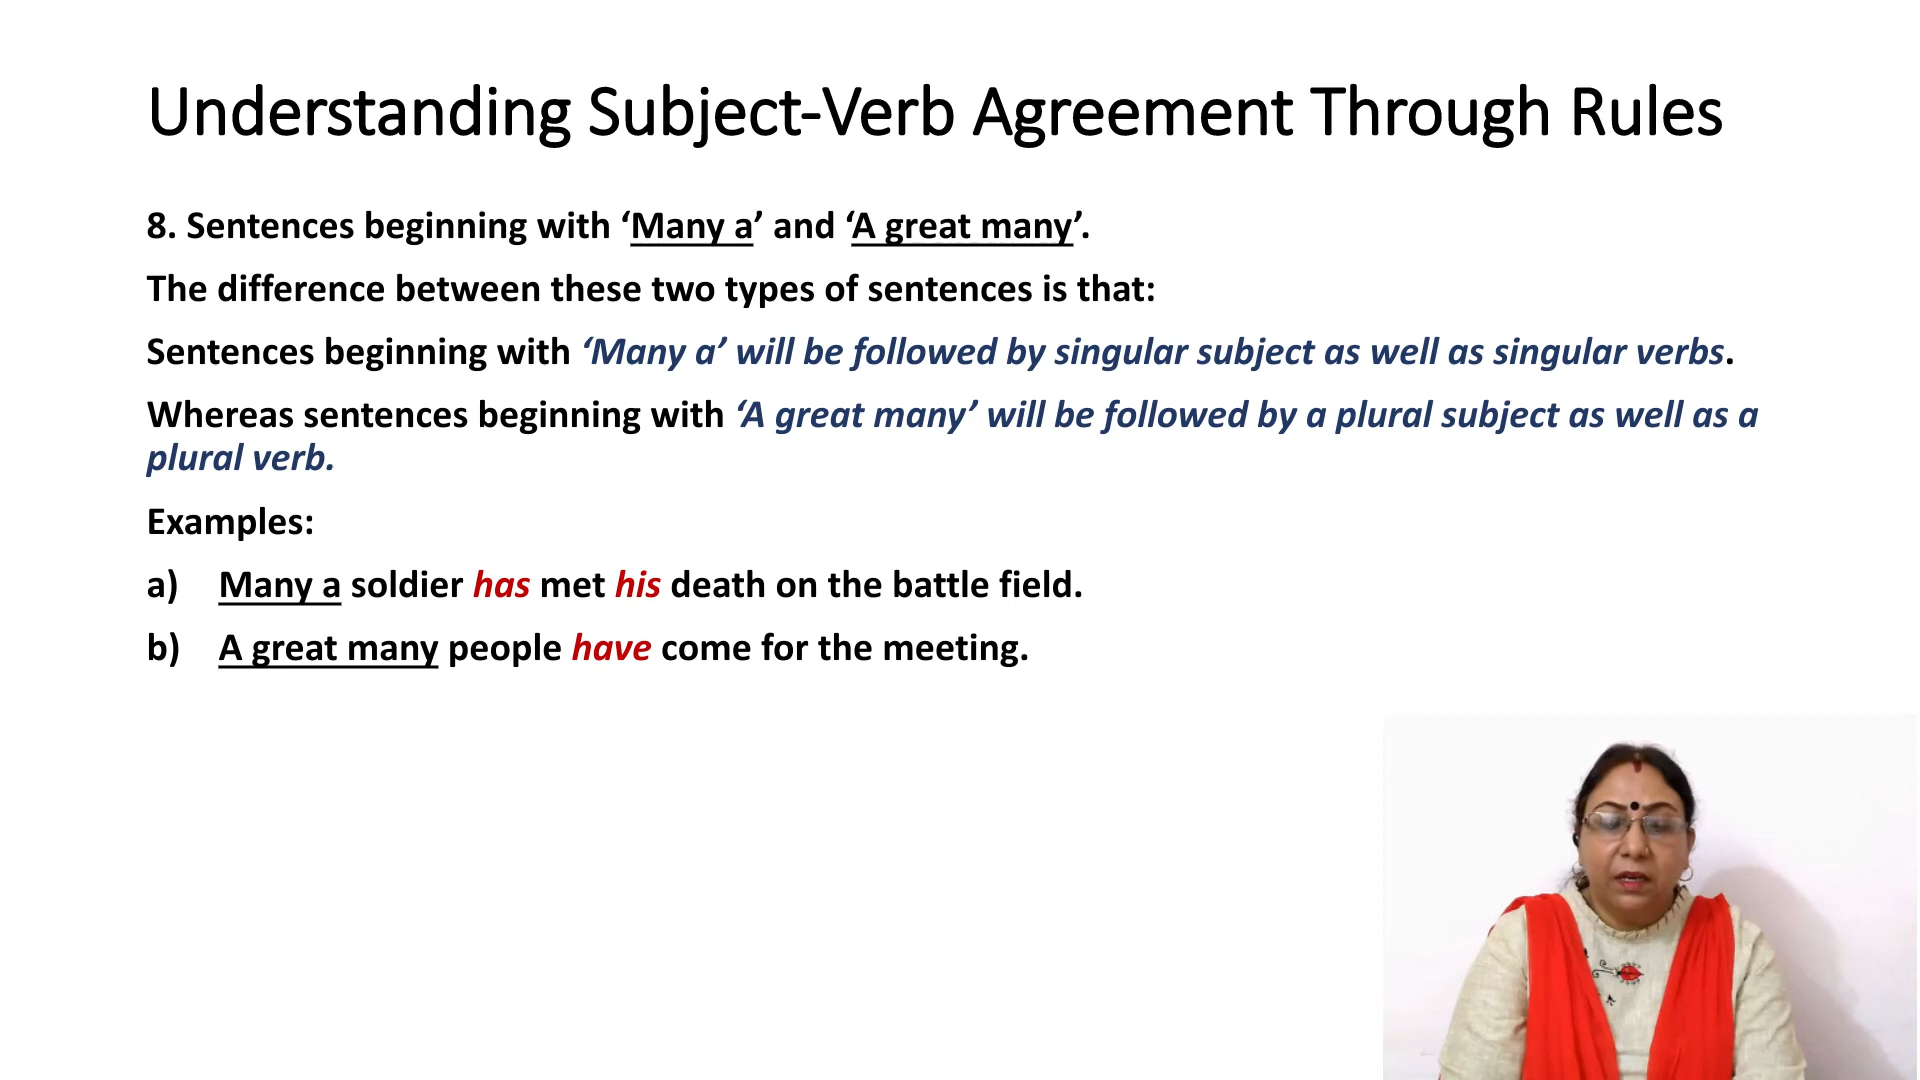 Understanding Subject-Verb Agreement Through Rules
8. Sentences beginning with ‘Many a’ and ‘A great many’.
The difference between these two types of sentences is that:
Sentences beginning with ‘Many a’ will be followed by singular subject as well as singular verbs.
Whereas sentences beginning with ‘A great many’ will be followed by a plural subject as well as a
plural verb.
Examples:
a) Many a soldier has met his death on the battle field.
b) A great many people have come for the meeting.